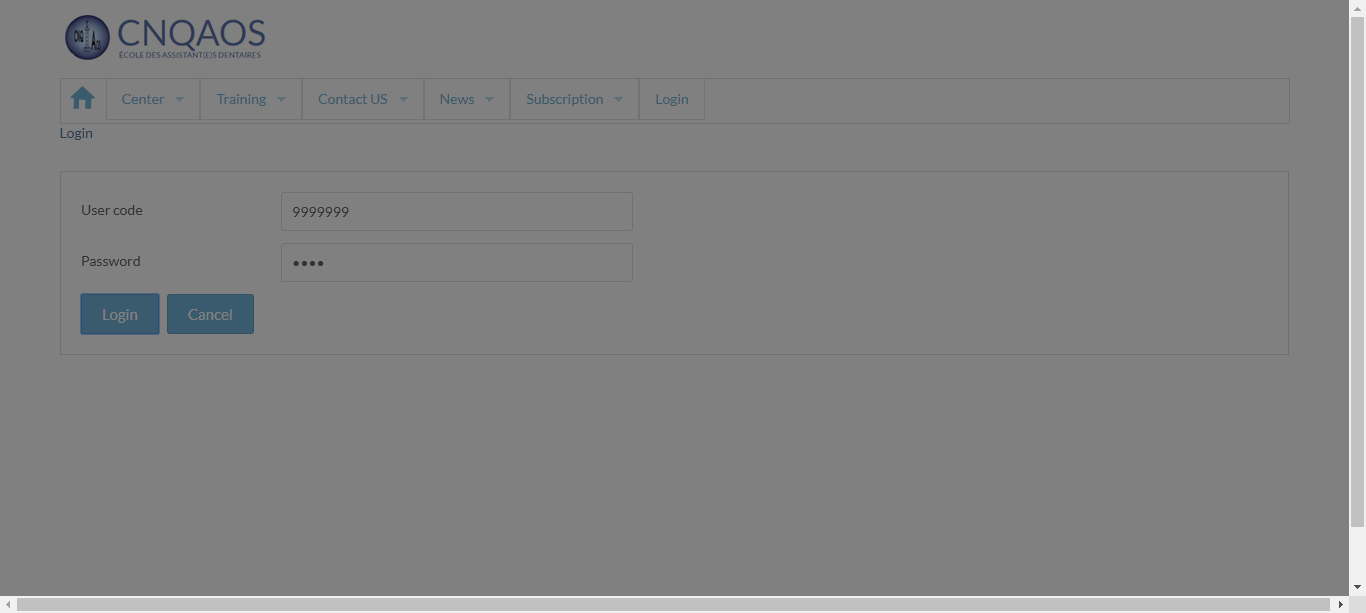 CNQAOS
ÉCOLE DES ASSISTANT(E)S DENTAIRES
Center Training Contact US News Subscription Login
Login
User code 9999999
Password ••••
Login Cancel